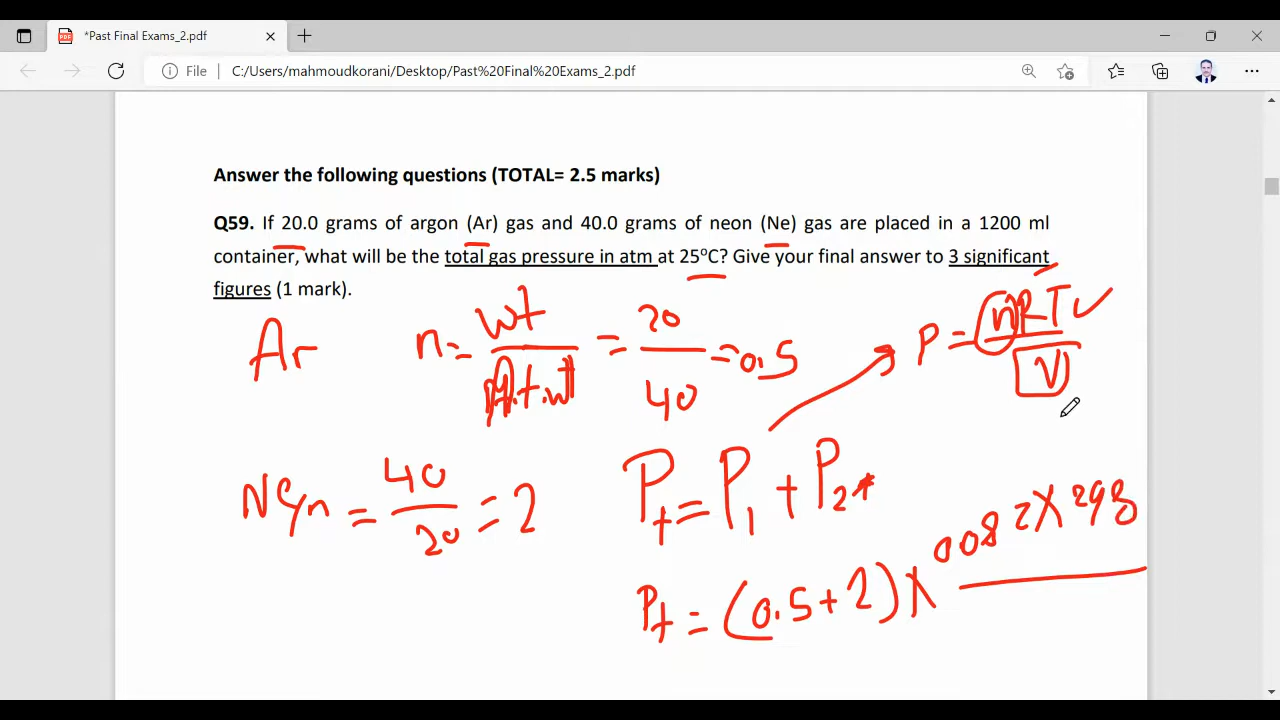 *Past Final Exams_2.pdf
File C:/Users/mahmoudkorani/Desktop/Past%20Final%20Exams_2.pdf
Answer the following questions (TOTAL= 2.5 marks)
Q59. If 20.0 grams of argon (Ar) gas and 40.0 grams of neon (Ne) gas are placed in a 1200 ml
container, what will be the total gas pressure in atm at 25°C? Give your final answer to 3 significant
figures (1 mark).
Ar n = wt / A.t.wt = 20 / 40 = 0.5
P = nRT / V
Ne, n = 40 / 20 = 2
Pt = P1 + P2
Pt = (0.5 + 2) X 0.082 X 298